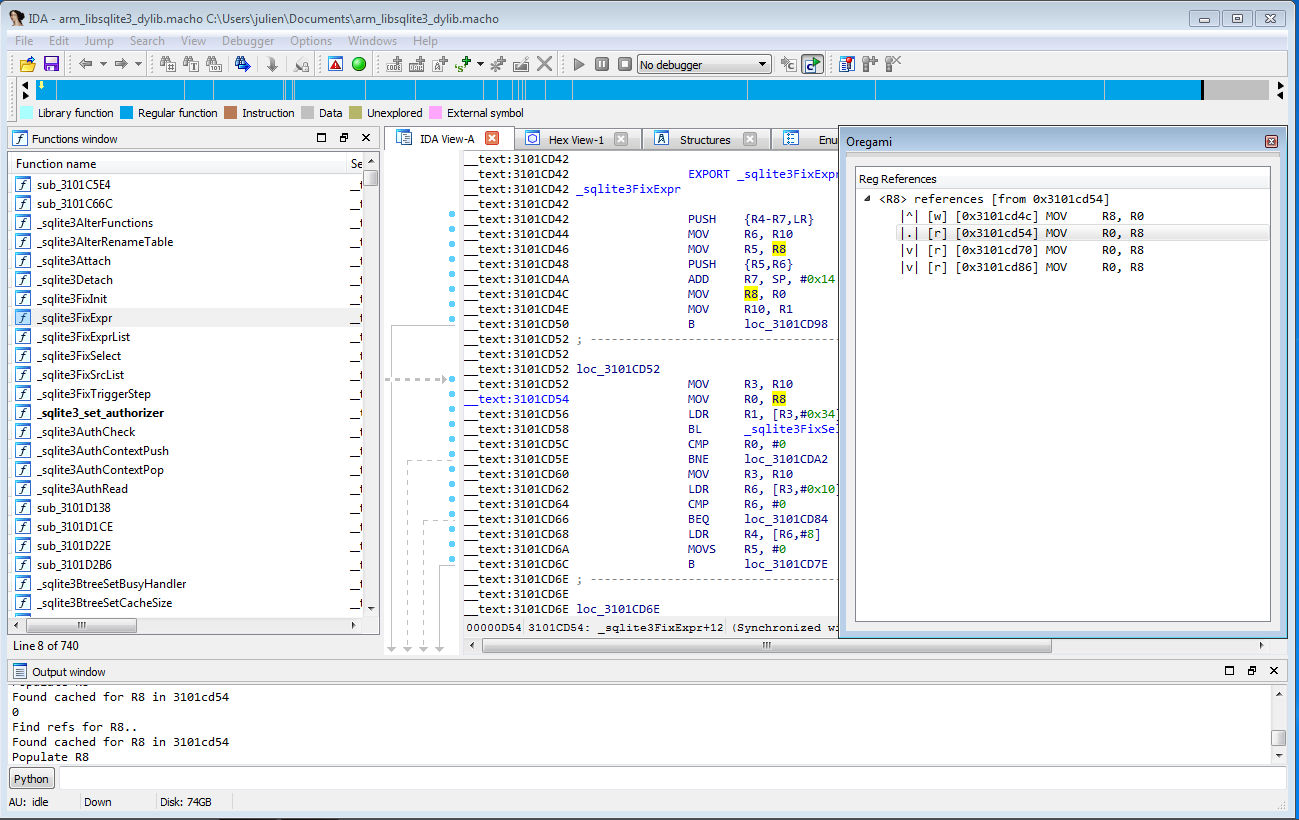 IDA - arm_libsqlite3_dylib.macho C:\Users\julien\Documents\arm_libsqlite3_dylib.macho
File Edit Jump Search View Debugger Options Windows Help
No debugger
Library function Regular function Instruction Data Unexplored External symbol
Functions window
Function name Se
sub_3101C5E4
sub_3101C66C
_sqlite3AlterFunctions
_sqlite3AlterRenameTable
_sqlite3Attach
_sqlite3Detach
_sqlite3FixInit
_sqlite3FixExpr
_sqlite3FixExprList
_sqlite3FixSelect
_sqlite3FixSrcList
_sqlite3FixTriggerStep
_sqlite3_set_authorizer
_sqlite3AuthCheck
_sqlite3AuthContextPush
_sqlite3AuthContextPop
_sqlite3AuthRead
sub_3101D138
sub_3101D1CE
sub_3101D22E
sub_3101D2B6
_sqlite3BtreeSetBusyHandler
_sqlite3BtreeSetCacheSize
Line 8 of 740
IDA View-A Hex View-1 Structures Enu
__text:3101CD42
__text:3101CD42 EXPORT _sqlite3FixExpr
__text:3101CD42 _sqlite3FixExpr
__text:3101CD42
__text:3101CD42 PUSH {R4-R7,LR}
__text:3101CD44 MOV R6, R10
__text:3101CD46 MOV R5, R8
__text:3101CD48 PUSH {R5,R6}
__text:3101CD4A ADD R7, SP, #0x14
__text:3101CD4C MOV R8, R0
__text:3101CD4E MOV R10, R1
__text:3101CD50 B loc_3101CD98
__text:3101CD52 ; ---------------------------------
__text:3101CD52
__text:3101CD52 loc_3101CD52
__text:3101CD52 MOV R3, R10
__text:3101CD54 MOV R0, R8
__text:3101CD56 LDR R1, [R3,#0x34]
__text:3101CD58 BL _sqlite3FixSel
__text:3101CD5C CMP R0, #0
__text:3101CD5E BNE loc_3101CDA2
__text:3101CD60 MOV R3, R10
__text:3101CD62 LDR R6, [R3,#0x10]
__text:3101CD64 CMP R6, #0
__text:3101CD66 BEQ loc_3101CD84
__text:3101CD68 LDR R4, [R6,#8]
__text:3101CD6A MOVS R5, #0
__text:3101CD6C B loc_3101CD7E
__text:3101CD6E ; ---------------------------------
__text:3101CD6E
__text:3101CD6E loc_3101CD6E
00000D54 3101CD54: _sqlite3FixExpr+12 (Synchronized wi
Oregami
Reg References
<R8> references [from 0x3101cd54]
|^| [w] [0x3101cd4c] MOV R8, R0
|.| [r] [0x3101cd54] MOV R0, R8
|v| [r] [0x3101cd70] MOV R0, R8
|v| [r] [0x3101cd86] MOV R0, R8
Output window
Found cached for R8 in 3101cd54
0
Find refs for R8..
Found cached for R8 in 3101cd54
Populate R8
Python
AU: idle Down Disk: 74GB